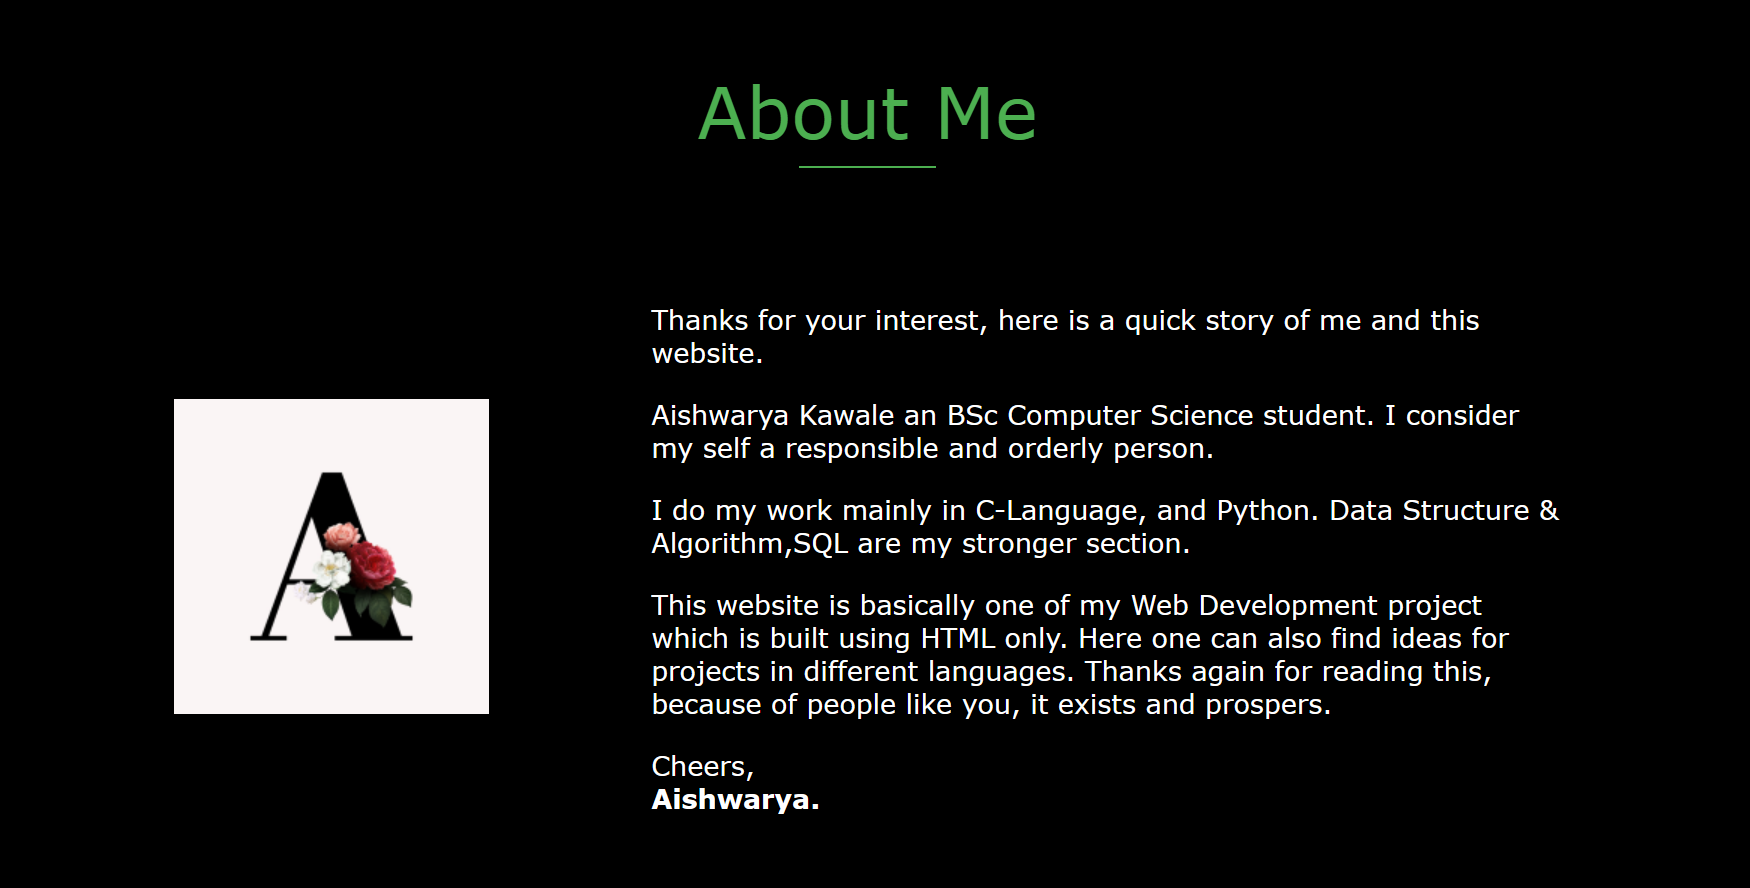 About Me
Thanks for your interest, here is a quick story of me and this
website.
Aishwarya Kawale an BSc Computer Science student. I consider
my self a responsible and orderly person.
A
I do my work mainly in C-Language, and Python. Data Structure &
Algorithm,SQL are my stronger section.
This website is basically one of my Web Development project
which is built using HTML only. Here one can also find ideas for
projects in different languages. Thanks again for reading this,
because of people like you, it exists and prospers.
Cheers,
Aishwarya.